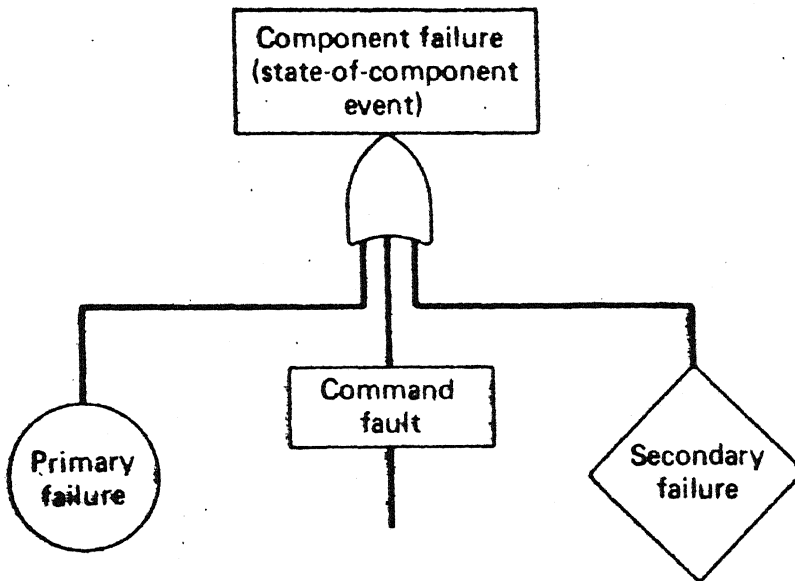 Component failure
(state-of-component
event)
Command
fault
Primary
failure
Secondary
failure